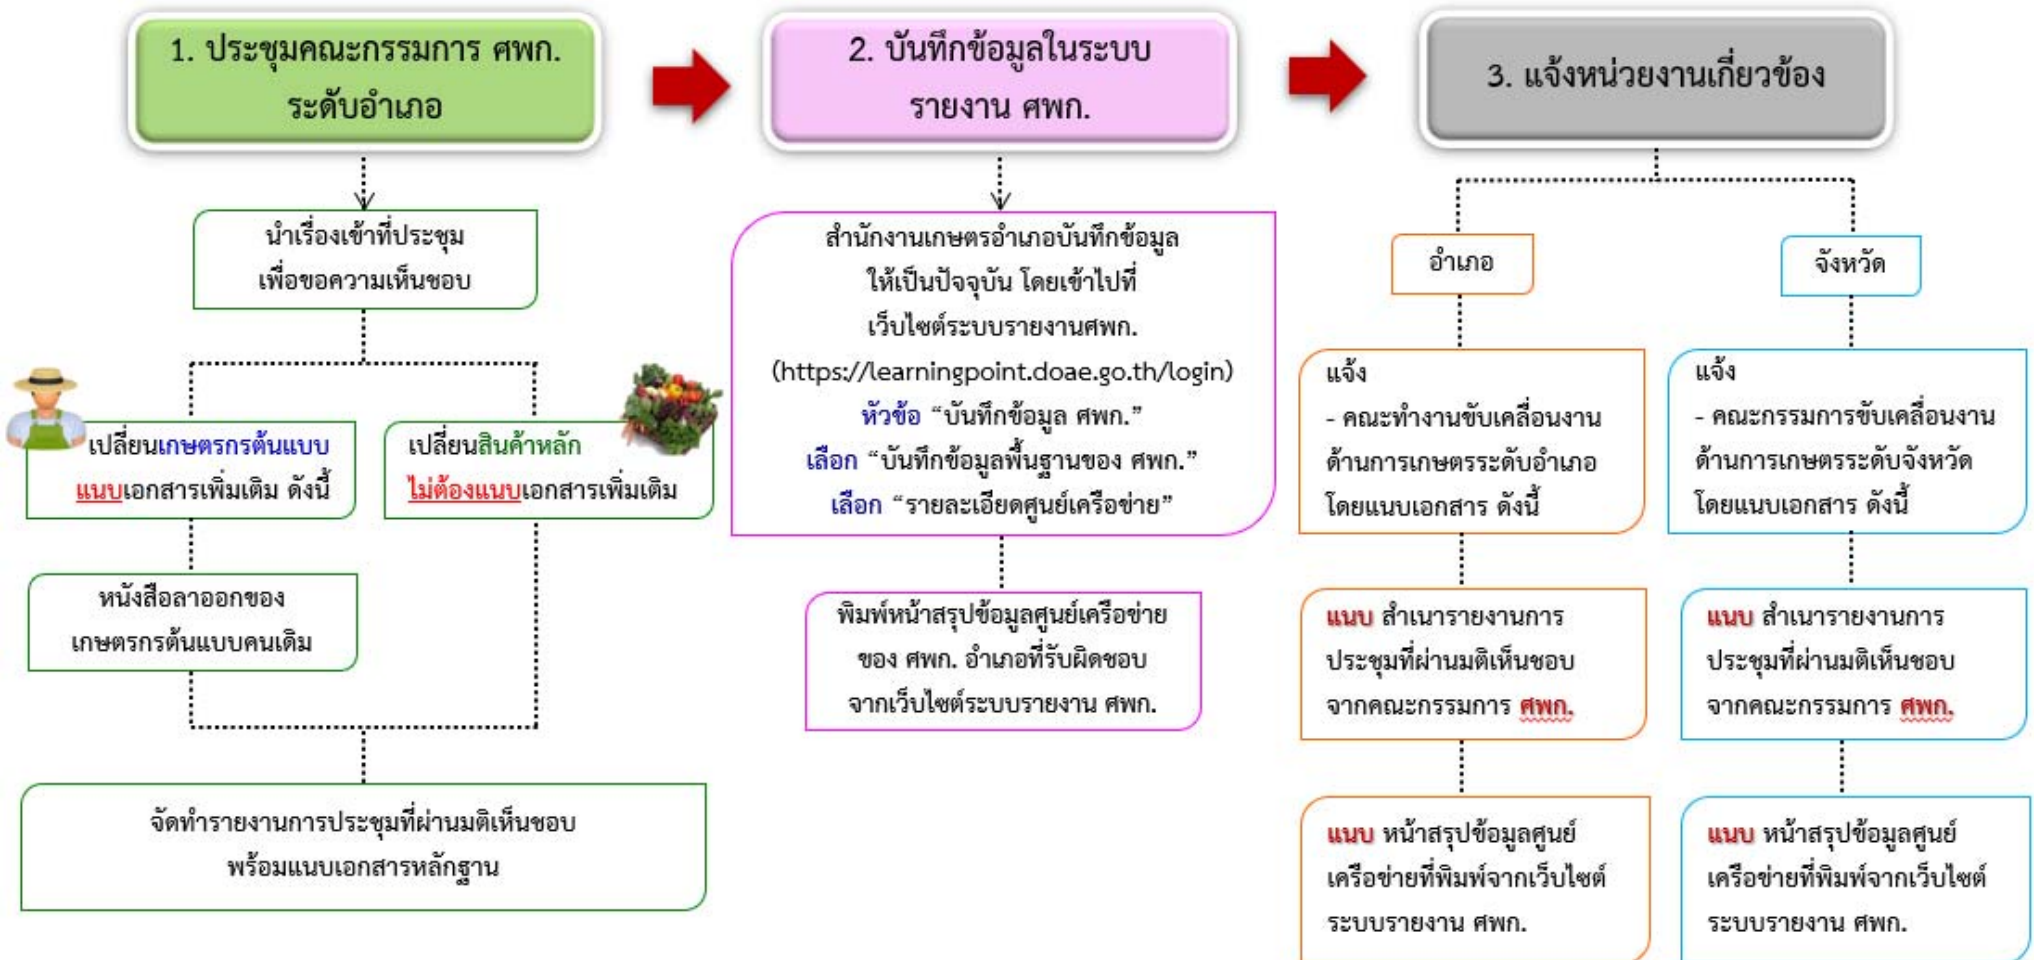 1. ประชุมคณะกรรมการ ศพก.
ระดับอำเภอ
นำเรื่องเข้าที่ประชุม
เพื่อขอความเห็นชอบ
เปลี่ยนเกษตรกรต้นแบบ
แนบเอกสารเพิ่มเติม ดังนี้
เปลี่ยนสินค้าหลัก
ไม่ต้องแนบเอกสารเพิ่มเติม
หนังสือลาออกของ
เกษตรกรต้นแบบคนเดิม
จัดทำรายงานการประชุมที่ผ่านมติเห็นชอบ
พร้อมแนบเอกสารหลักฐาน
2. บันทึกข้อมูลในระบบ
รายงาน ศพก.
สำนักงานเกษตรอำเภอบันทึกข้อมูล
ให้เป็นปัจจุบัน โดยเข้าไปที่
เว็บไซต์ระบบรายงานศพก.
(https://learningpoint.doae.go.th/login)
หัวข้อ “บันทึกข้อมูล ศพก.”
เลือก “บันทึกข้อมูลพื้นฐานของ ศพก.”
เลือก “รายละเอียดศูนย์เครือข่าย”
พิมพ์หน้าสรุปข้อมูลศูนย์เครือข่าย
ของ ศพก. อำเภอที่รับผิดชอบ
จากเว็บไซต์ระบบรายงาน ศพก.
3. แจ้งหน่วยงานเกี่ยวข้อง
อำเภอ
แจ้ง
- คณะทำงานขับเคลื่อนงาน
ด้านการเกษตรระดับอำเภอ
โดยแนบเอกสาร ดังนี้
แนบ สำเนารายงานการ
ประชุมที่ผ่านมติเห็นชอบ
จากคณะกรรมการ ศพก.
แนบ หน้าสรุปข้อมูลศูนย์
เครือข่ายที่พิมพ์จากเว็บไซต์
ระบบรายงาน ศพก.
จังหวัด
แจ้ง
- คณะกรรมการขับเคลื่อนงาน
ด้านการเกษตรระดับจังหวัด
โดยแนบเอกสาร ดังนี้
แนบ สำเนารายงานการ
ประชุมที่ผ่านมติเห็นชอบ
จากคณะกรรมการ ศพก.
แนบ หน้าสรุปข้อมูลศูนย์
เครือข่ายที่พิมพ์จากเว็บไซต์
ระบบรายงาน ศพก.